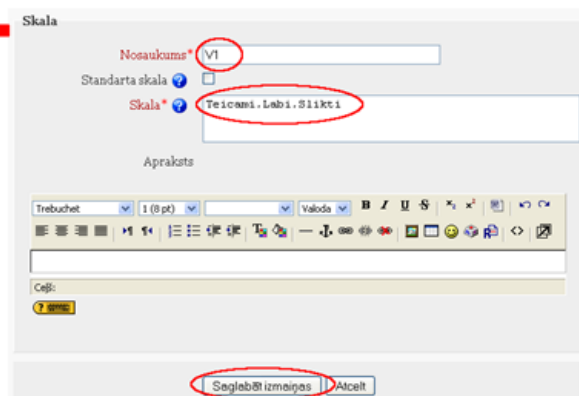 Skala
Nosaukums* V1
Standarta skala ?
Skala* ? Teicami.Labi.Slikti
Apraksts
Trebuchet 1 (8 pt) Valoda B I U S
Ceļš:
?
Saglabāt izmaiņas Atcelt